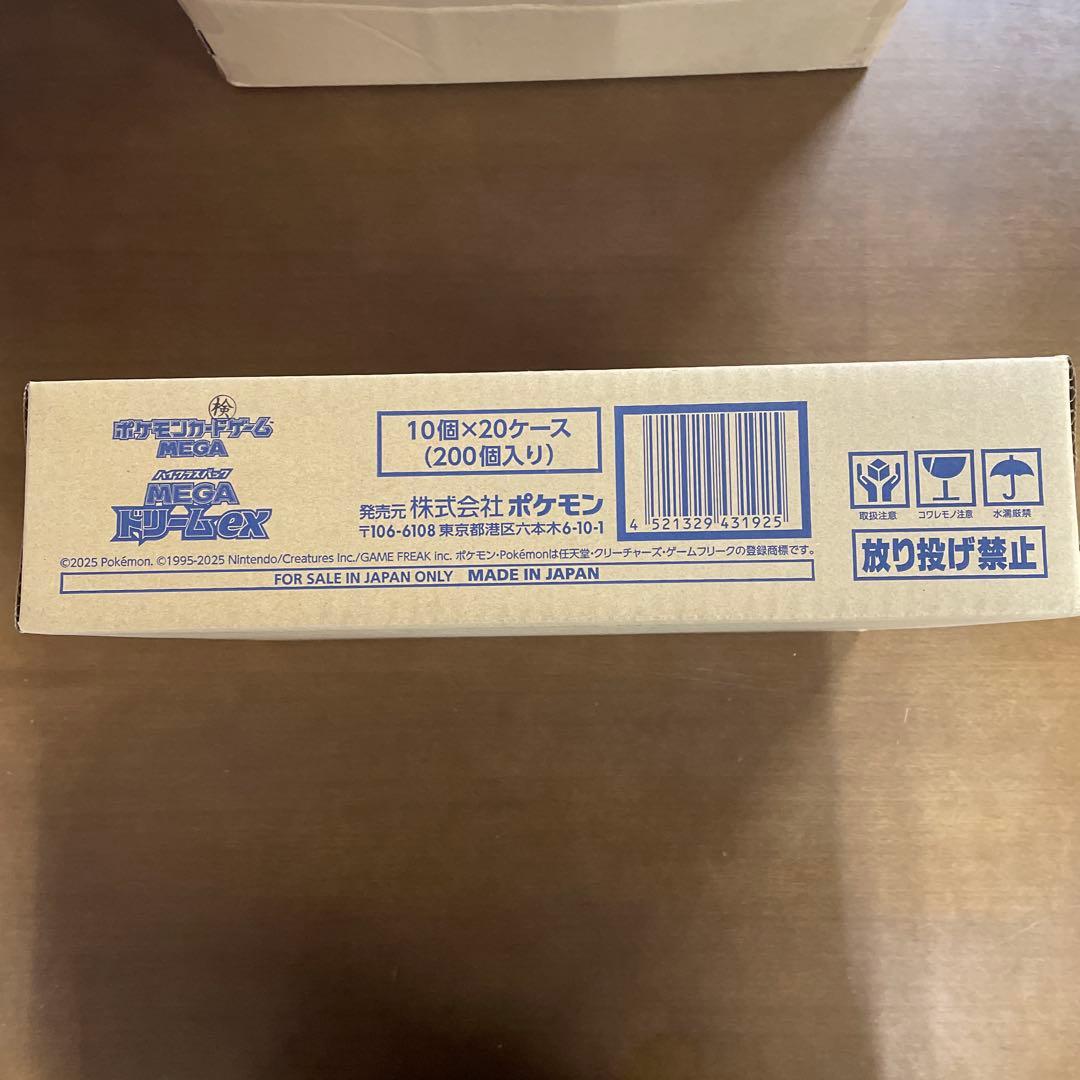 検
ポケモンカードゲーム
MEGA
ハイクラスパック
MEGA
ドリームex
10個×20ケース
(200個入り)
発売元 株式会社 ポケモン
〒106-6108 東京都港区六本木6-10-1
4 521329 431925
©2025 Pokémon. ©1995-2025 Nintendo/Creatures Inc./GAME FREAK inc. ポケモン・Pokémonは任天堂・クリーチャーズ・ゲームフリークの登録商標です。
FOR SALE IN JAPAN ONLY MADE IN JAPAN
取扱注意 コワレモノ注意 水濡厳禁
放り投げ禁止